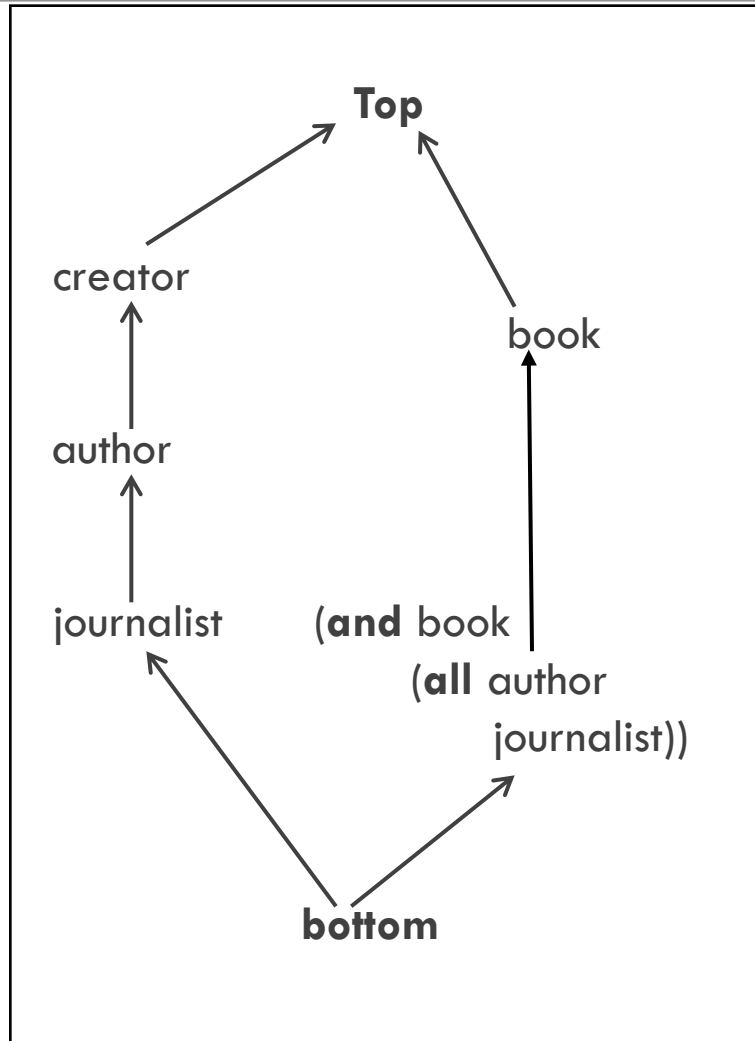 Top
creator
book
author
journalist
(and book
(all author
journalist))
bottom